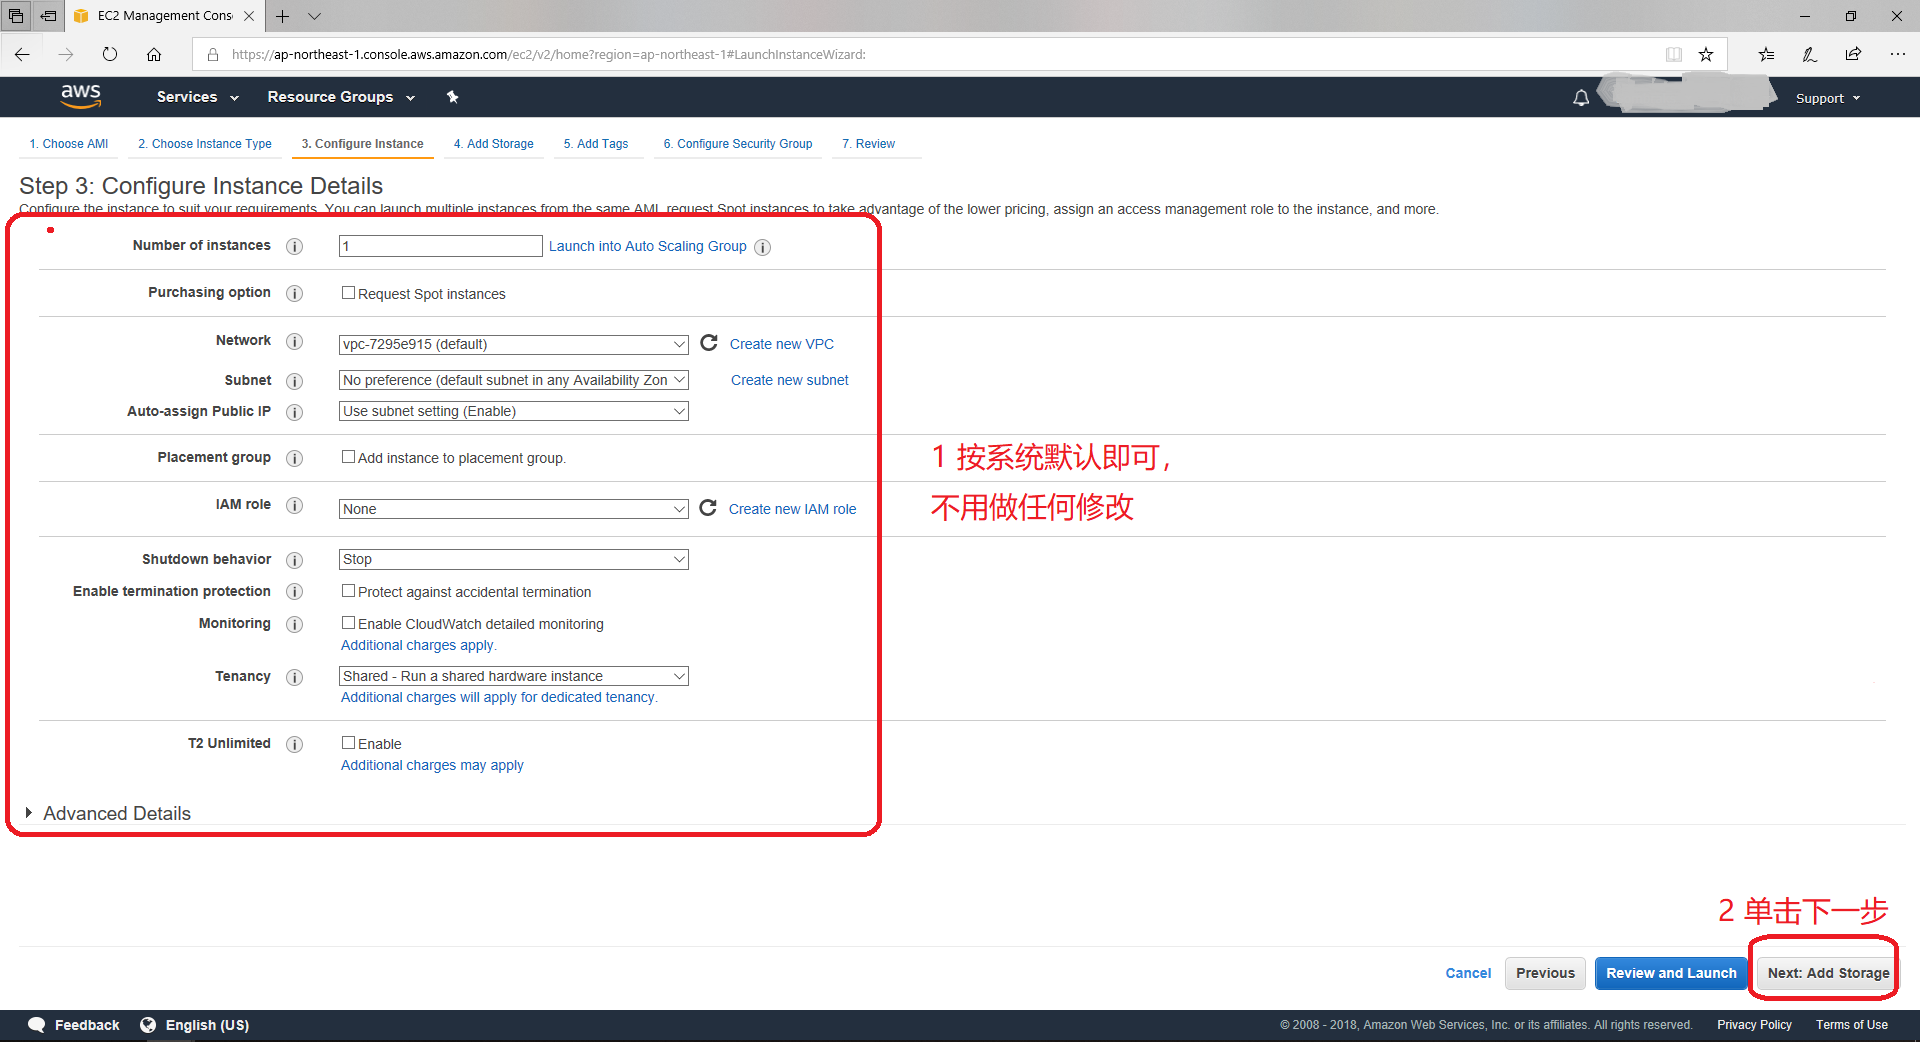 EC2 Management Cons
https://ap-northeast-1.console.aws.amazon.com/ec2/v2/home?region=ap-northeast-1#LaunchInstanceWizard:
aws Services Resource Groups Support
1. Choose AMI 2. Choose Instance Type 3. Configure Instance 4. Add Storage 5. Add Tags 6. Configure Security Group 7. Review
Step 3: Configure Instance Details
Configure the instance to suit your requirements. You can launch multiple instances from the same AMI, request Spot instances to take advantage of the lower pricing, assign an access management role to the instance, and more.
Number of instances 1 Launch into Auto Scaling Group
Purchasing option Request Spot instances
Network vpc-7295e915 (default) Create new VPC
Subnet No preference (default subnet in any Availability Zon Create new subnet
Auto-assign Public IP Use subnet setting (Enable)
Placement group Add instance to placement group.
1 按系统默认即可，
IAM role None Create new IAM role
不用做任何修改
Shutdown behavior Stop
Enable termination protection Protect against accidental termination
Monitoring Enable CloudWatch detailed monitoring
Additional charges apply.
Tenancy Shared - Run a shared hardware instance
Additional charges will apply for dedicated tenancy.
T2 Unlimited Enable
Additional charges may apply
Advanced Details
2 单击下一步
Cancel Previous Review and Launch Next: Add Storage
Feedback English (US) © 2008 - 2018, Amazon Web Services, Inc. or its affiliates. All rights reserved. Privacy Policy Terms of Use